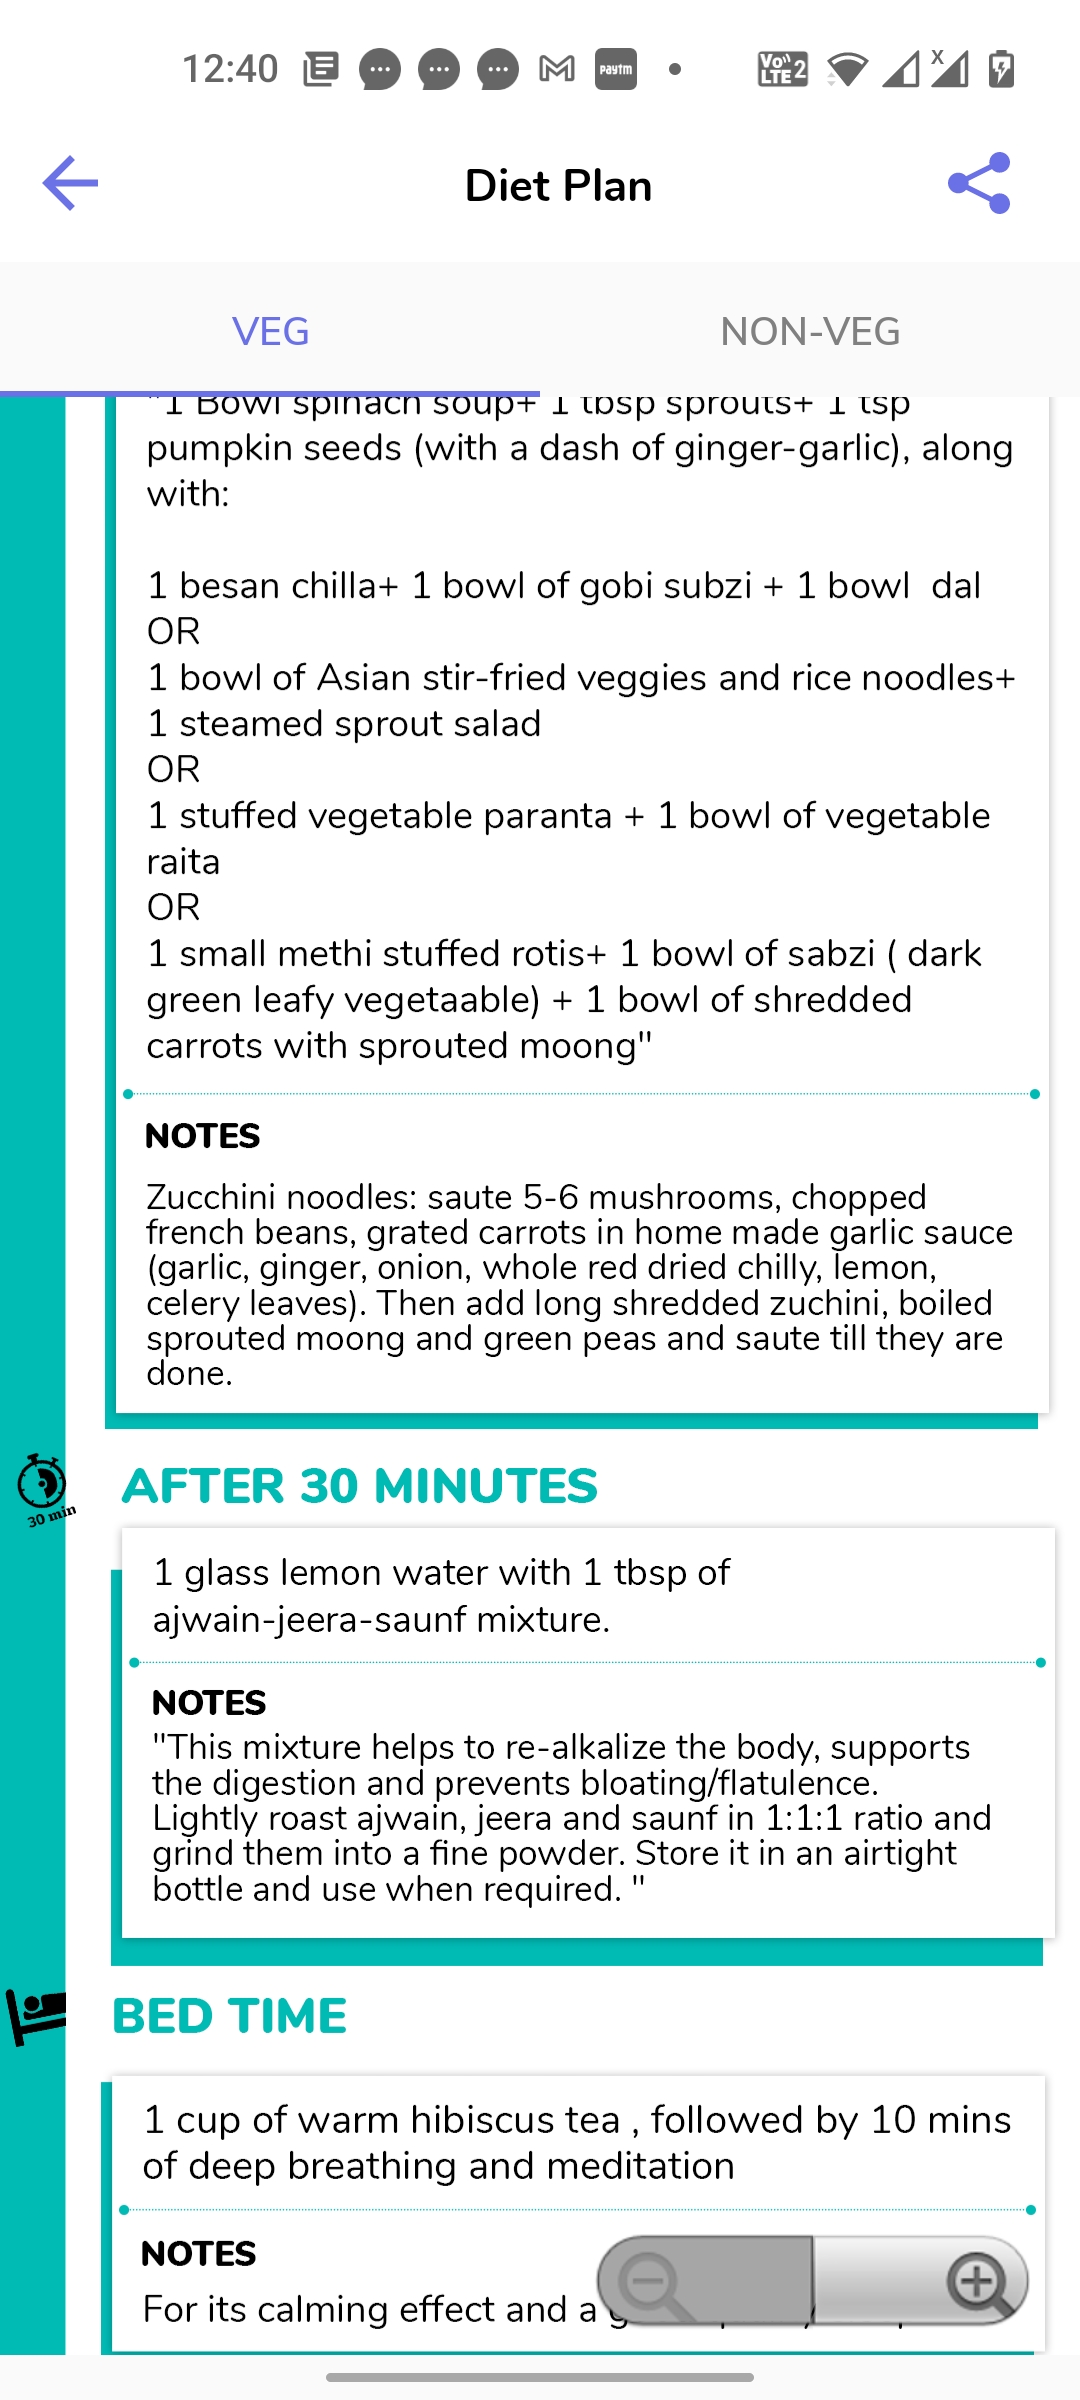 12:40
paytm
Vo)) LTE 2
x
Diet Plan
VEG
NON-VEG
"1 Bowl spinach soup+ 1 tbsp sprouts+ 1 tsp
pumpkin seeds (with a dash of ginger-garlic), along
with:
1 besan chilla+ 1 bowl of gobi subzi + 1 bowl  dal
OR
1 bowl of Asian stir-fried veggies and rice noodles+
1 steamed sprout salad
OR
1 stuffed vegetable paranta + 1 bowl of vegetable
raita
OR
1 small methi stuffed rotis+ 1 bowl of sabzi ( dark
green leafy vegetaable) + 1 bowl of shredded
carrots with sprouted moong"
NOTES
Zucchini noodles: saute 5-6 mushrooms, chopped
french beans, grated carrots in home made garlic sauce
(garlic, ginger, onion, whole red dried chilly, lemon,
celery leaves). Then add long shredded zuchini, boiled
sprouted moong and green peas and saute till they are
done.
30 min
AFTER 30 MINUTES
1 glass lemon water with 1 tbsp of
ajwain-jeera-saunf mixture.
NOTES
"This mixture helps to re-alkalize the body, supports
the digestion and prevents bloating/flatulence.
Lightly roast ajwain, jeera and saunf in 1:1:1 ratio and
grind them into a fine powder. Store it in an airtight
bottle and use when required. "
BED TIME
1 cup of warm hibiscus tea , followed by 10 mins
of deep breathing and meditation
NOTES
For its calming effect and a